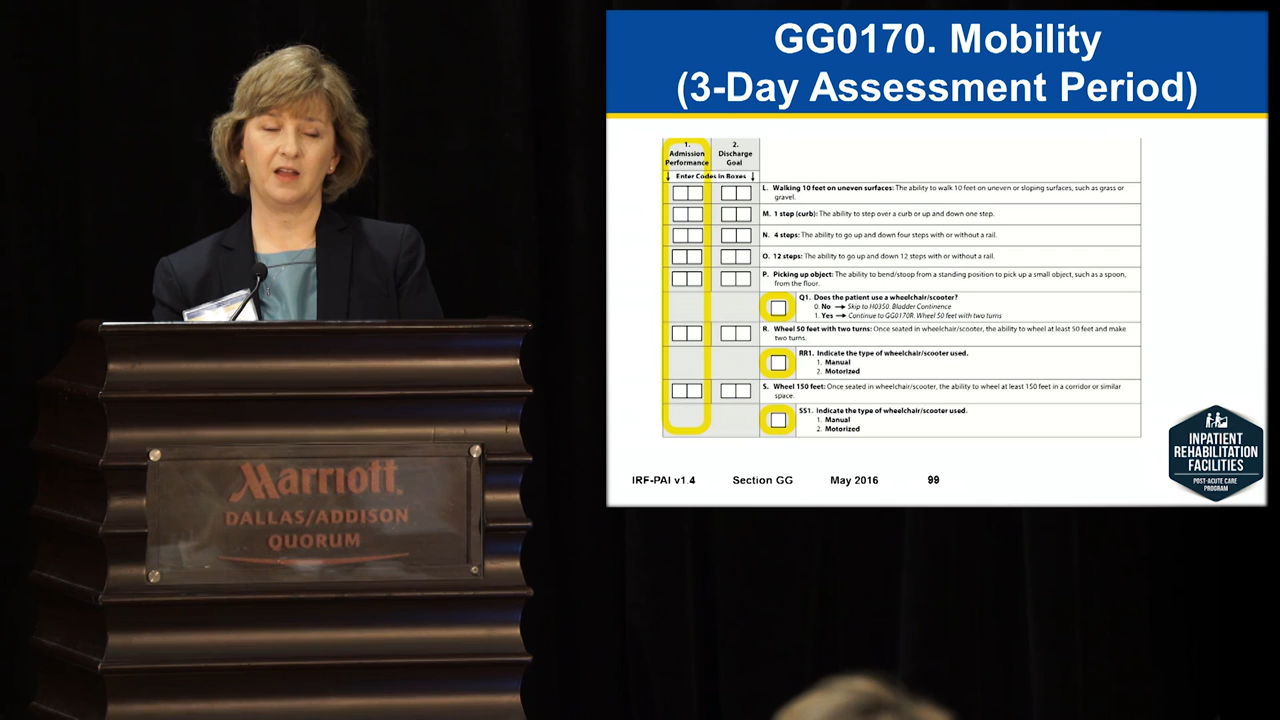 GG0170. Mobility
(3-Day Assessment Period)
1.
Admission
Performance
2.
Discharge
Goal
↓ Enter Codes in Boxes ↓
L. Walking 10 feet on uneven surfaces: The ability to walk 10 feet on uneven or sloping surfaces, such as grass or
gravel.
M. 1 step (curb): The ability to step over a curb or up and down one step.
N. 4 steps: The ability to go up and down four steps with or without a rail.
O. 12 steps: The ability to go up and down 12 steps with or without a rail.
P. Picking up object: The ability to bend/stoop from a standing position to pick up a small object, such as a spoon,
from the floor.
Q1. Does the patient use a wheelchair/scooter?
0. No → Skip to H0350. Bladder Continence
1. Yes → Continue to GG0170R. Wheel 50 feet with two turns
R. Wheel 50 feet with two turns: Once seated in wheelchair/scooter, the ability to wheel at least 50 feet and make
two turns.
RR1. Indicate the type of wheelchair/scooter used.
1. Manual
2. Motorized
S. Wheel 150 feet: Once seated in wheelchair/scooter, the ability to wheel at least 150 feet in a corridor or similar
space.
SS1. Indicate the type of wheelchair/scooter used.
1. Manual
2. Motorized
IRF-PAI v1.4 Section GG May 2016 99
INPATIENT
REHABILITATION
FACILITIES
POST-ACUTE CARE
PROGRAM
Marriott
DALLAS/ADDISON
QUORUM